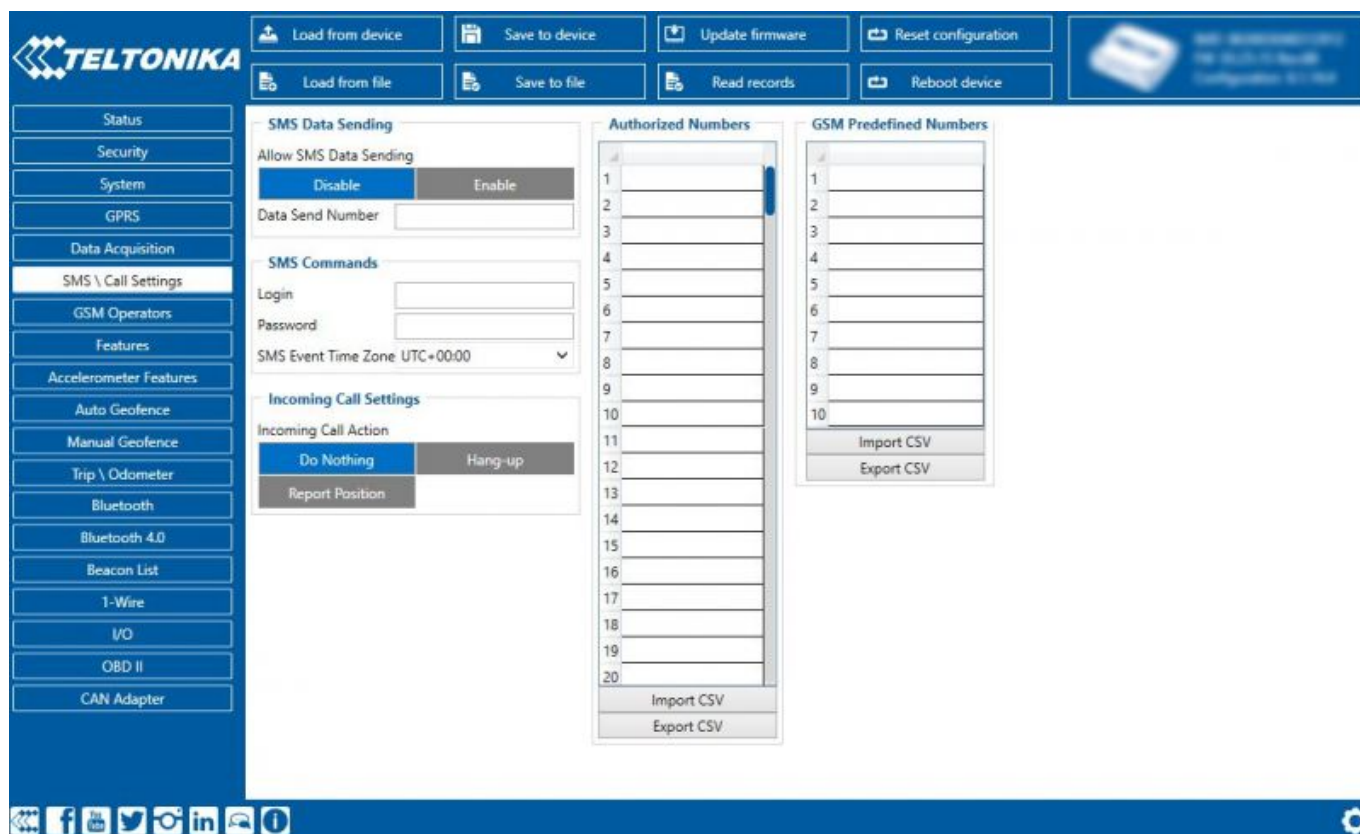 TELTONIKA
Load from device
Save to device
Update firmware
Reset configuration
Load from file
Save to file
Read records
Reboot device
Status
Security
System
GPRS
Data Acquisition
SMS \ Call Settings
GSM Operators
Features
Accelerometer Features
Auto Geofence
Manual Geofence
Trip \ Odometer
Bluetooth
Bluetooth 4.0
Beacon List
1-Wire
I/O
OBD II
CAN Adapter
SMS Data Sending
Allow SMS Data Sending
Disable Enable
Data Send Number
SMS Commands
Login
Password
SMS Event Time Zone UTC+00:00
Incoming Call Settings
Incoming Call Action
Do Nothing Hang-up
Report Position
Authorized Numbers
1
2
3
4
5
6
7
8
9
10
11
12
13
14
15
16
17
18
19
20
Import CSV
Export CSV
GSM Predefined Numbers
1
2
3
4
5
6
7
8
9
10
Import CSV
Export CSV